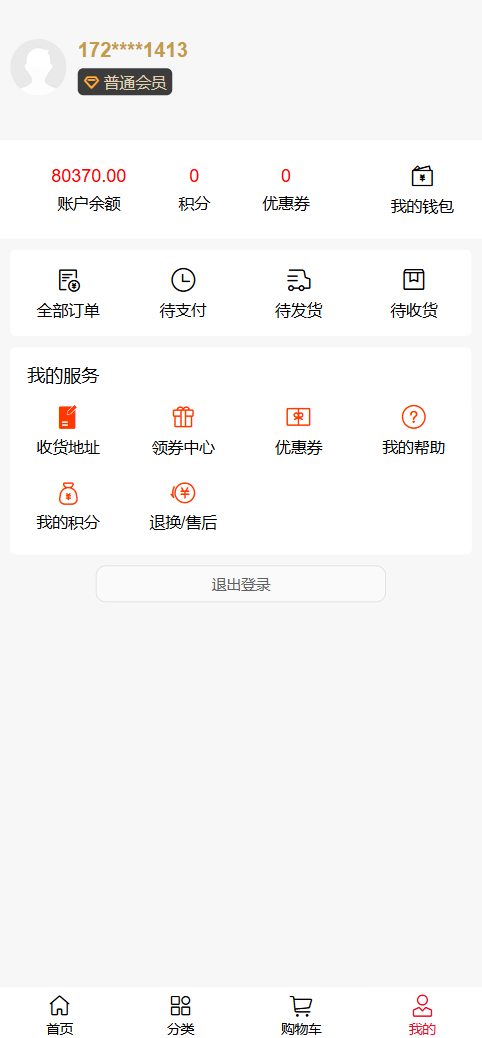 172****1413
普通会员
80370.00 0 0
账户余额 积分 优惠券 我的钱包
全部订单 待支付 待发货 待收货
我的服务
收货地址 领券中心 优惠券 我的帮助
我的积分 退换/售后
退出登录
首页 分类 购物车 我的